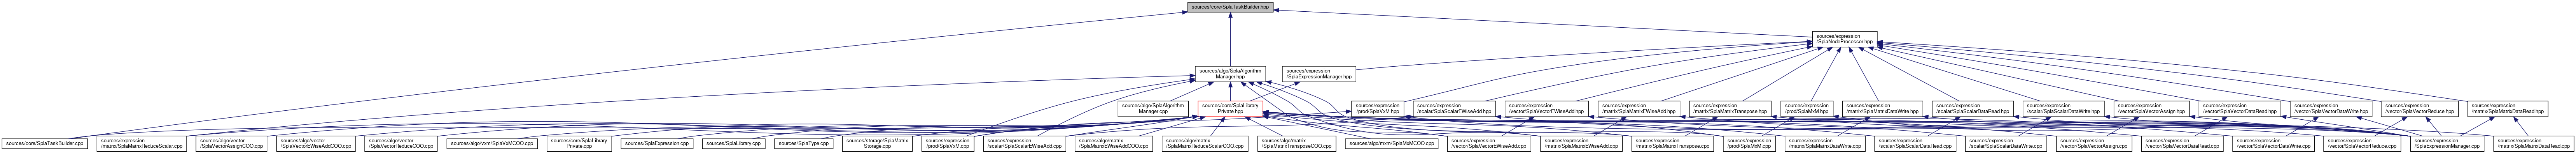 sources/core/SplaTaskBuilder.hpp
sources/expression
/SplaNodeProcessor.hpp
sources/algo/SplaAlgorithm
Manager.hpp
sources/expression
/SplaExpressionManager.hpp
sources/algo/SplaAlgorithm
Manager.cpp
sources/core/SplaLibrary
Private.hpp
sources/expression
/prod/SplaVxM.hpp
sources/expression
/scalar/SplaScalarEWiseAdd.hpp
sources/expression
/vector/SplaVectorEWiseAdd.hpp
sources/expression
/matrix/SplaMatrixEWiseAdd.hpp
sources/expression
/matrix/SplaMatrixTranspose.hpp
sources/expression
/prod/SplaMxM.hpp
sources/expression
/matrix/SplaMatrixDataWrite.hpp
sources/expression
/scalar/SplaScalarDataRead.hpp
sources/expression
/scalar/SplaScalarDataWrite.hpp
sources/expression
/vector/SplaVectorAssign.hpp
sources/expression
/vector/SplaVectorDataRead.hpp
sources/expression
/vector/SplaVectorDataWrite.hpp
sources/expression
/vector/SplaVectorReduce.hpp
sources/expression
/matrix/SplaMatrixDataRead.hpp
sources/core/SplaTaskBuilder.cpp
sources/expression
/matrix/SplaMatrixReduceScalar.cpp
sources/algo/vector
/SplaVectorAssignCOO.cpp
sources/algo/vector
/SplaVectorEWiseAddCOO.cpp
sources/algo/vector
/SplaVectorReduceCOO.cpp
sources/algo/vxm/SplaVxMCOO.cpp
sources/core/SplaLibrary
Private.cpp
sources/SplaExpression.cpp
sources/SplaLibrary.cpp
sources/SplaType.cpp
sources/storage/SplaMatrix
Storage.cpp
sources/expression
/prod/SplaVxM.cpp
sources/expression
/scalar/SplaScalarEWiseAdd.cpp
sources/algo/matrix
/SplaMatrixEWiseAddCOO.cpp
sources/algo/matrix
/SplaMatrixReduceScalarCOO.cpp
sources/algo/matrix
/SplaMatrixTransposeCOO.cpp
sources/algo/mxm/SplaMxMCOO.cpp
sources/expression
/vector/SplaVectorEWiseAdd.cpp
sources/expression
/matrix/SplaMatrixEWiseAdd.cpp
sources/expression
/matrix/SplaMatrixTranspose.cpp
sources/expression
/prod/SplaMxM.cpp
sources/expression
/matrix/SplaMatrixDataWrite.cpp
sources/expression
/scalar/SplaScalarDataRead.cpp
sources/expression
/scalar/SplaScalarDataWrite.cpp
sources/expression
/vector/SplaVectorAssign.cpp
sources/expression
/vector/SplaVectorDataRead.cpp
sources/expression
/vector/SplaVectorDataWrite.cpp
sources/expression
/vector/SplaVectorReduce.cpp
sources/expression
/SplaExpressionManager.cpp
sources/expression
/matrix/SplaMatrixDataRead.cpp